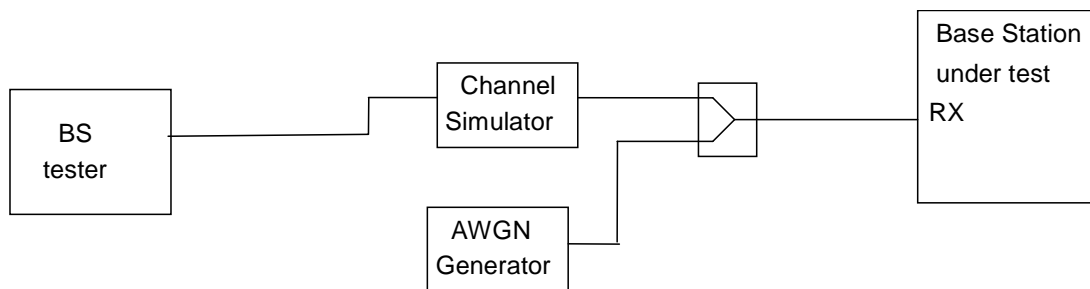 BS
tester
Channel
Simulator
AWGN
Generator
Base Station
under test
RX